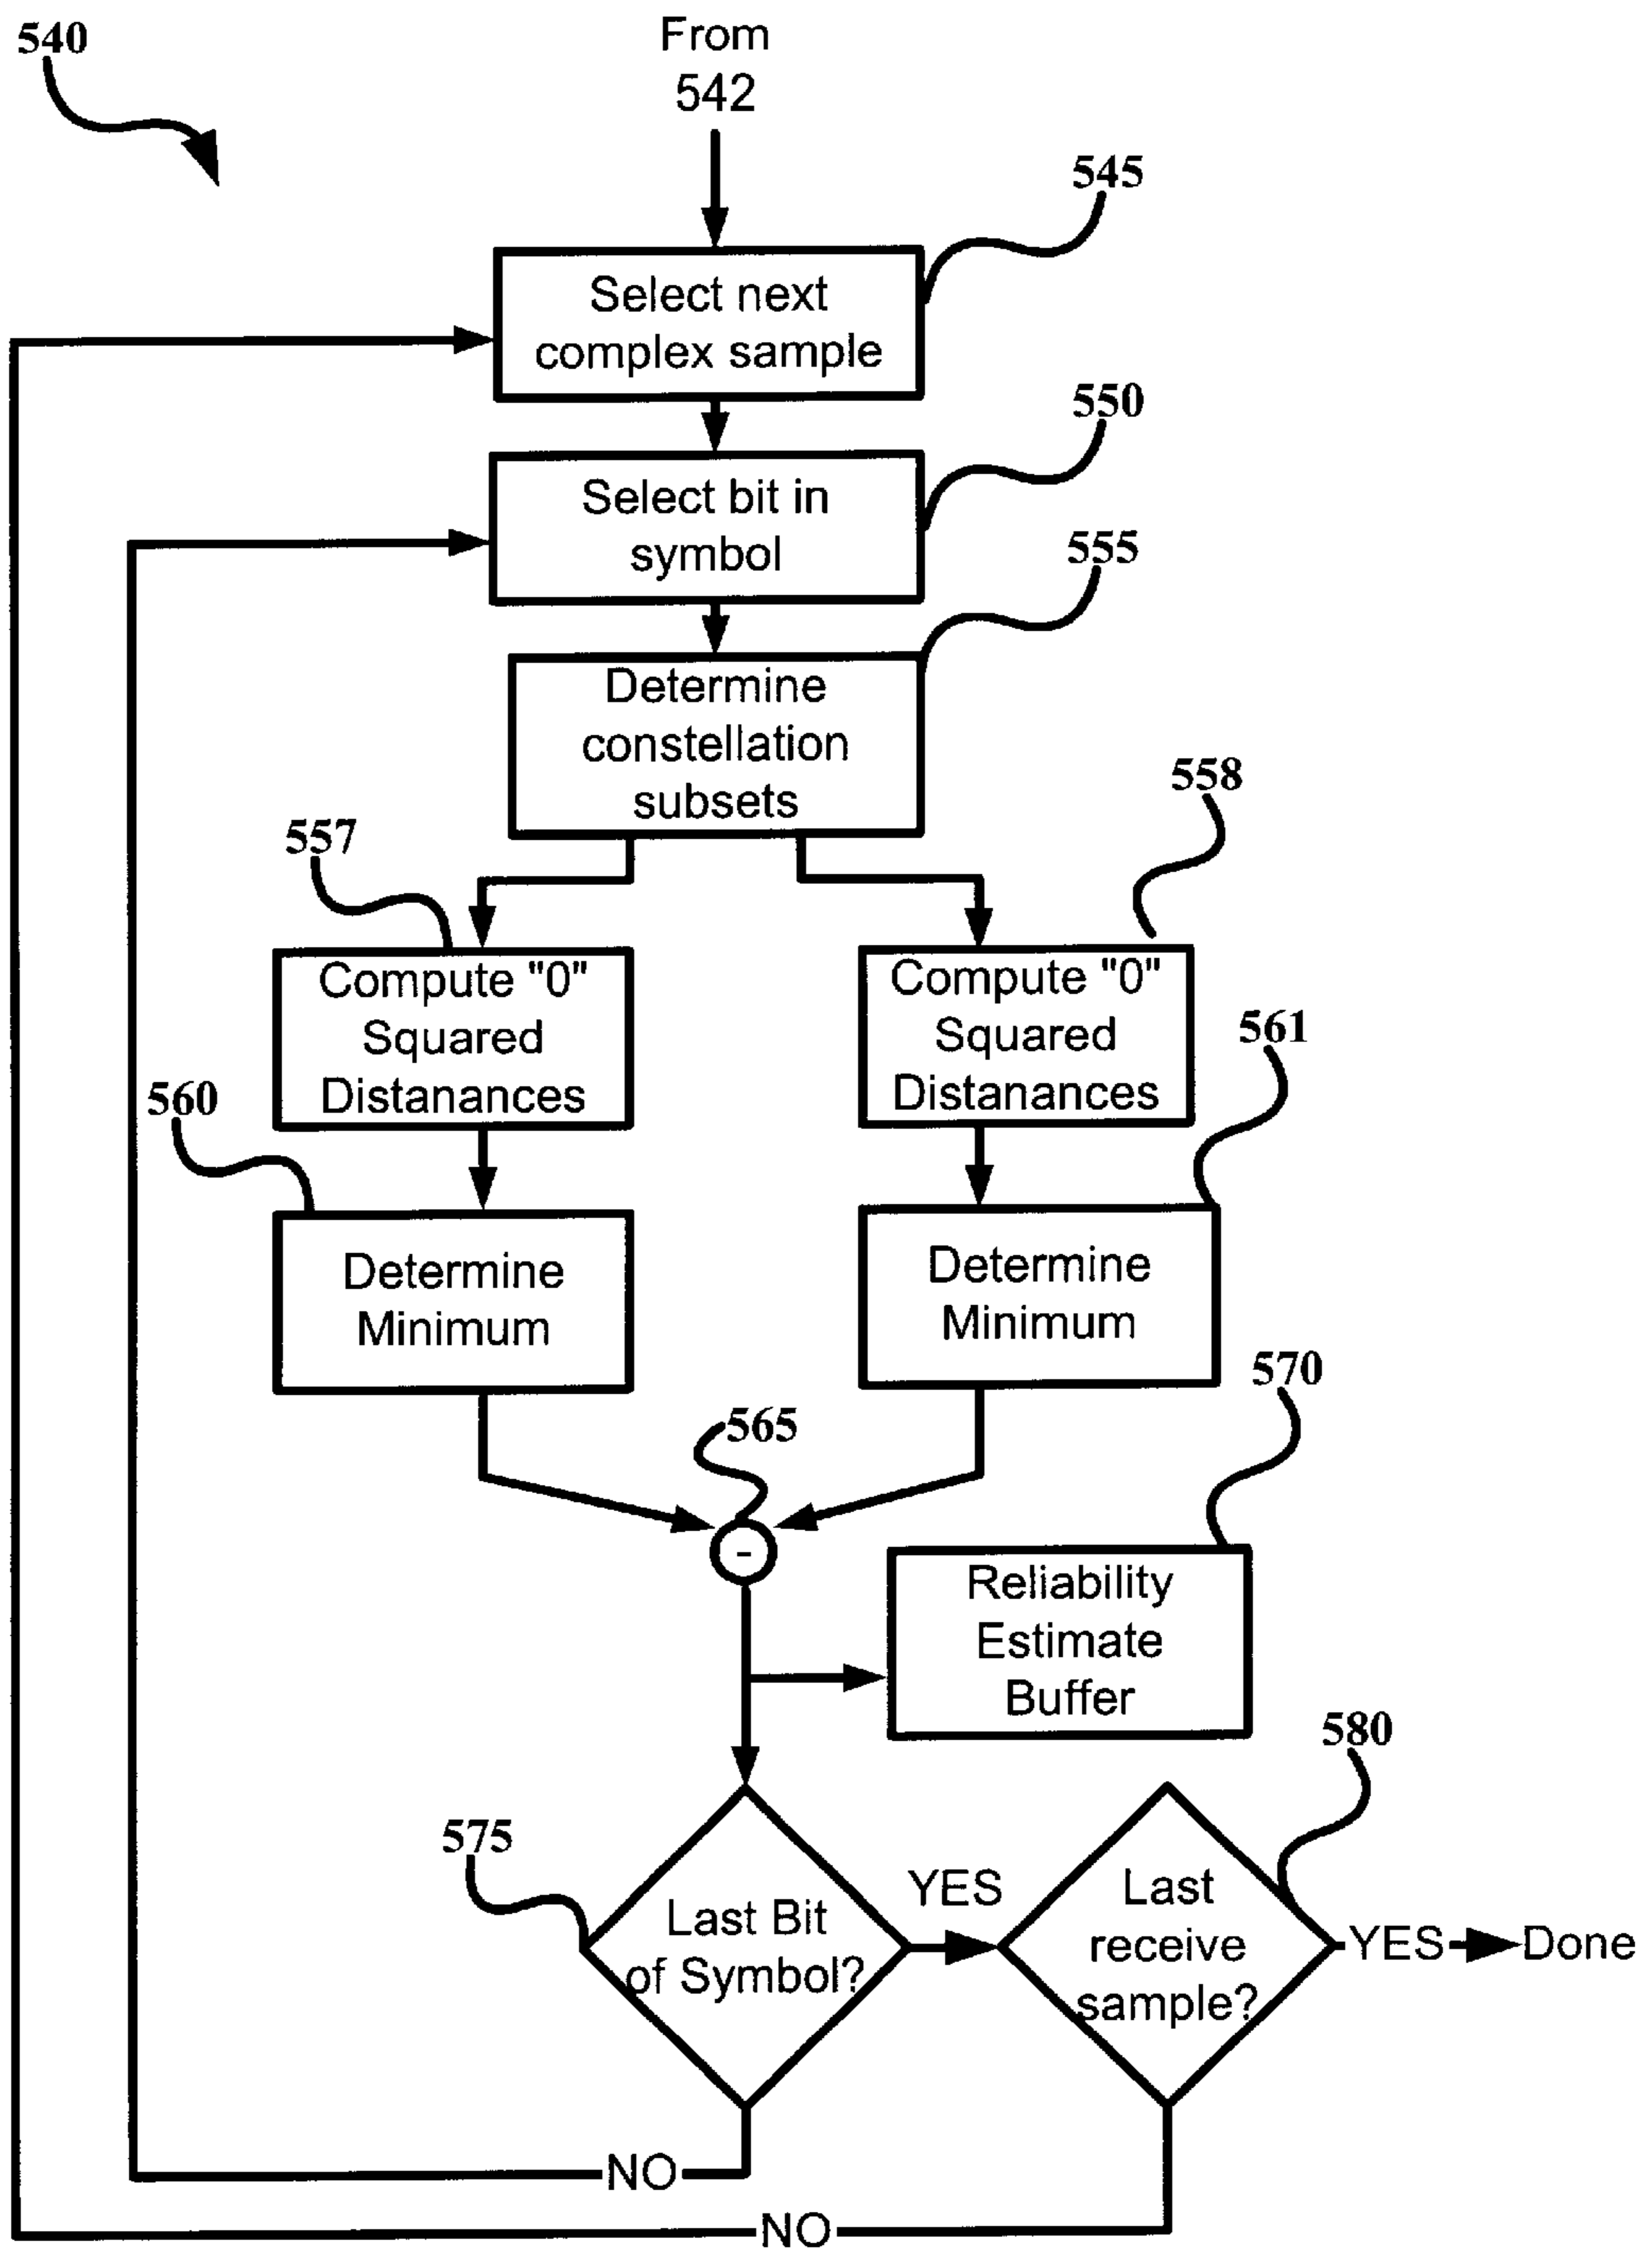 540
From
542
545
Select next
complex sample
550
Select bit in
symbol
555
Determine
constellation
subsets
557
558
Compute "0"
Squared
Distanances
Compute "0"
Squared
Distanances
560
561
Determine
Minimum
Determine
Minimum
565
-
570
Reliability
Estimate
Buffer
575
580
Last Bit
of Symbol?
YES
Last
receive
sample?
YES
Done
NO
NO